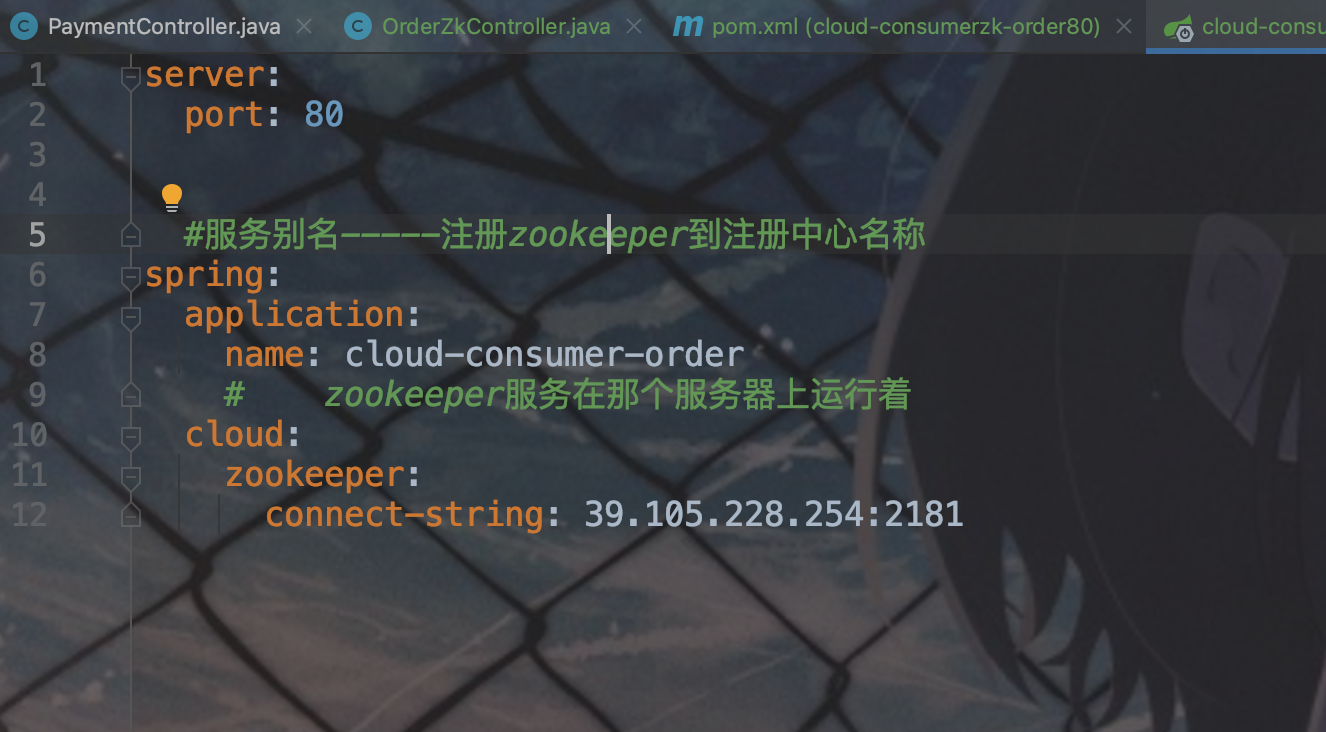 PaymentController.java OrderZkController.java pom.xml (cloud-consumerzk-order80) cloud-consu
1 server:
2 port: 80
3
4
5 #服务别名-----注册zookeeper到注册中心名称
6 spring:
7 application:
8 name: cloud-consumer-order
9 # zookeeper服务在那个服务器上运行着
10 cloud:
11 zookeeper:
12 connect-string: 39.105.228.254:2181